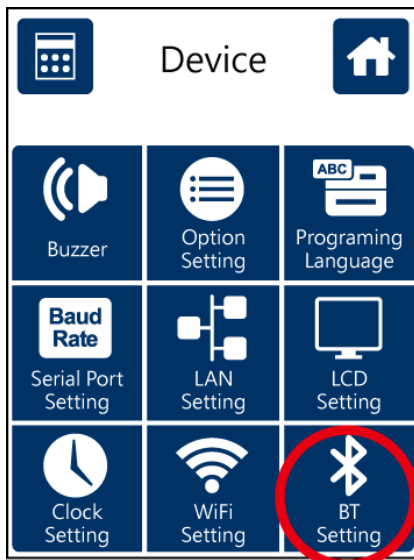 Device
Buzzer
Option
Setting
ABC
Programing
Language
Baud
Rate
Serial Port
Setting
LAN
Setting
LCD
Setting
Clock
Setting
WiFi
Setting
BT
Setting